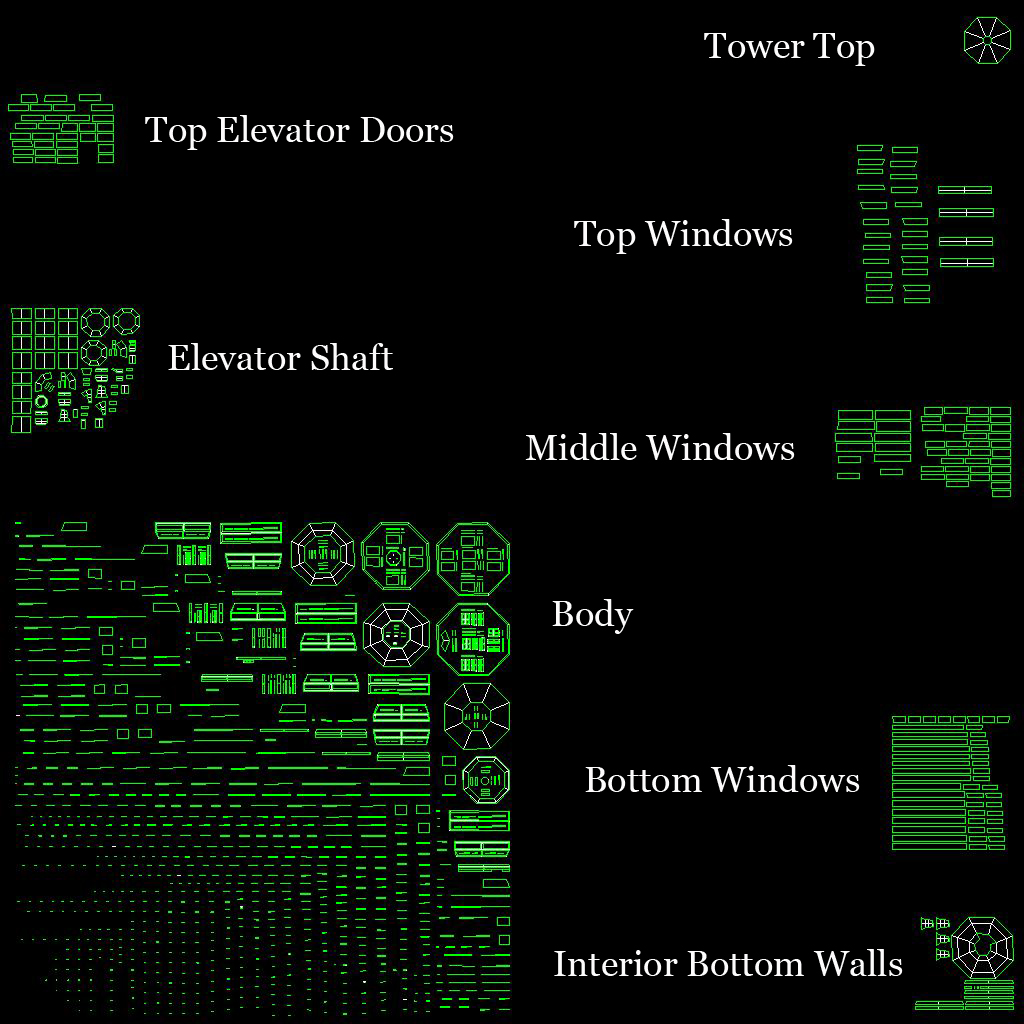 Tower Top
Top Elevator Doors
Top Windows
Elevator Shaft
Middle Windows
Body
Bottom Windows
Interior Bottom Walls